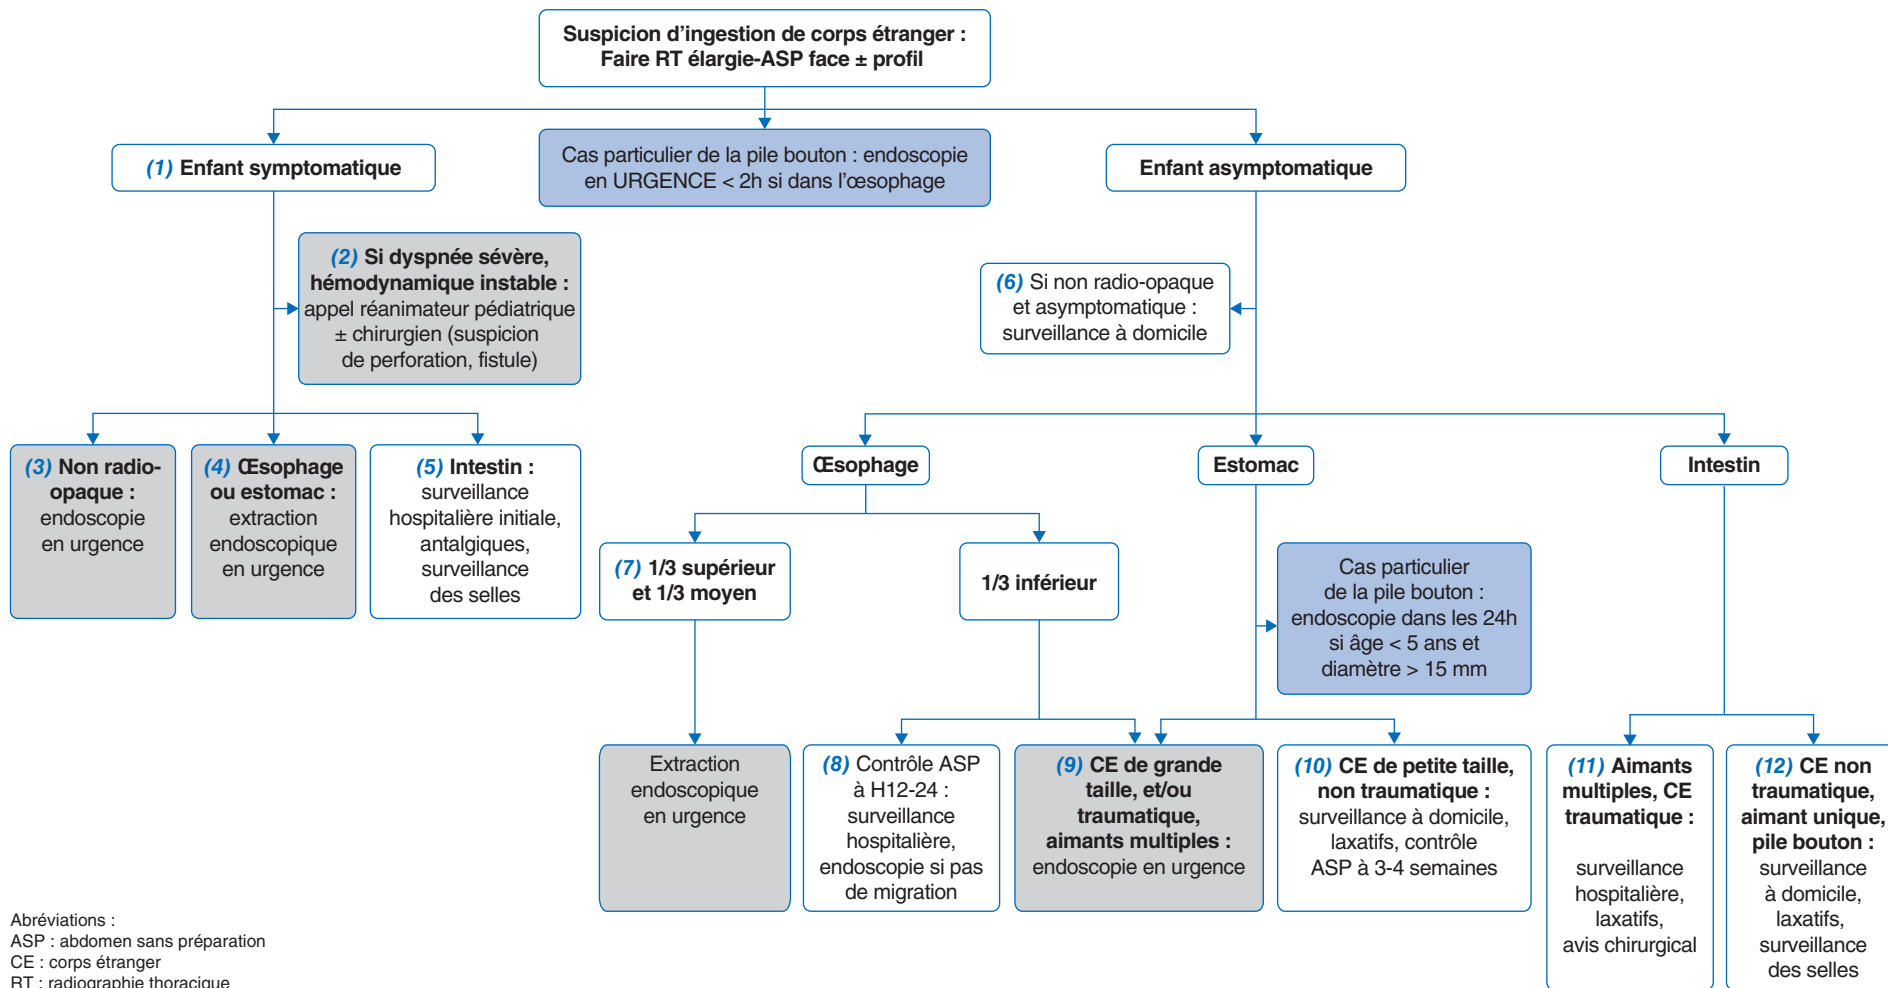 Suspicion d'ingestion de corps étranger :
Faire RT élargie-ASP face ± profil
(1) Enfant symptomatique
Cas particulier de la pile bouton : endoscopie
en URGENCE < 2h si dans l'œsophage
Enfant asymptomatique
(2) Si dyspnée sévère,
hémodynamique instable :
appel réanimateur pédiatrique
± chirurgien (suspicion
de perforation, fistule)
(6) Si non radio-opaque
et asymptomatique :
surveillance à domicile
(3) Non radio-
opaque :
endoscopie
en urgence
(4) Œsophage
ou estomac :
extraction
endoscopique
en urgence
(5) Intestin :
surveillance
hospitalière initiale,
antalgiques,
surveillance
des selles
Œsophage
Estomac
Intestin
(7) 1/3 supérieur
et 1/3 moyen
1/3 inférieur
Cas particulier
de la pile bouton :
endoscopie dans les 24h
si âge < 5 ans et
diamètre > 15 mm
Extraction
endoscopique
en urgence
(8) Contrôle ASP
à H12-24 :
surveillance
hospitalière,
endoscopie si pas
de migration
(9) CE de grande
taille, et/ou
traumatique,
aimants multiples :
endoscopie en urgence
(10) CE de petite taille,
non traumatique :
surveillance à domicile,
laxatifs, contrôle
ASP à 3-4 semaines
(11) Aimants
multiples, CE
traumatique :
surveillance
hospitalière,
laxatifs,
avis chirurgical
(12) CE non
traumatique,
aimant unique,
pile bouton :
surveillance
à domicile,
laxatifs,
surveillance
des selles
Abréviations :
ASP : abdomen sans préparation
CE : corps étranger
RT : radiographie thoracique